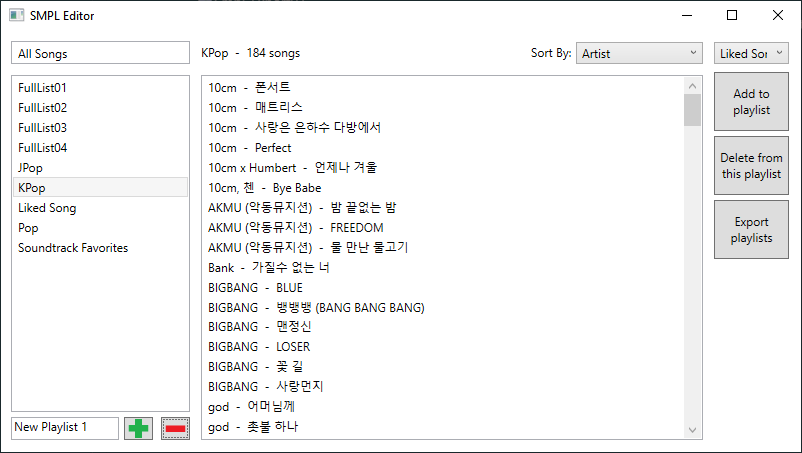 SMPL Editor
All Songs
KPop - 184 songs
Sort By: Artist
Liked Sor
FullList01
FullList02
FullList03
FullList04
JPop
KPop
Liked Song
Pop
Soundtrack Favorites
10cm - 폰서트
10cm - 매트리스
10cm - 사랑은 은하수 다방에서
10cm - Perfect
10cm x Humbert - 언제나 겨울
10cm, 첸 - Bye Babe
AKMU (악동뮤지션) - 밤 끝없는 밤
AKMU (악동뮤지션) - FREEDOM
AKMU (악동뮤지션) - 물 만난 물고기
Bank - 가질수 없는 너
BIGBANG - BLUE
BIGBANG - 뱅뱅뱅 (BANG BANG BANG)
BIGBANG - 맨정신
BIGBANG - LOSER
BIGBANG - 꽃 길
BIGBANG - 사랑먼지
god - 어머님께
god - 촛불 하나
Add to
playlist
Delete from
this playlist
Export
playlists
New Playlist 1